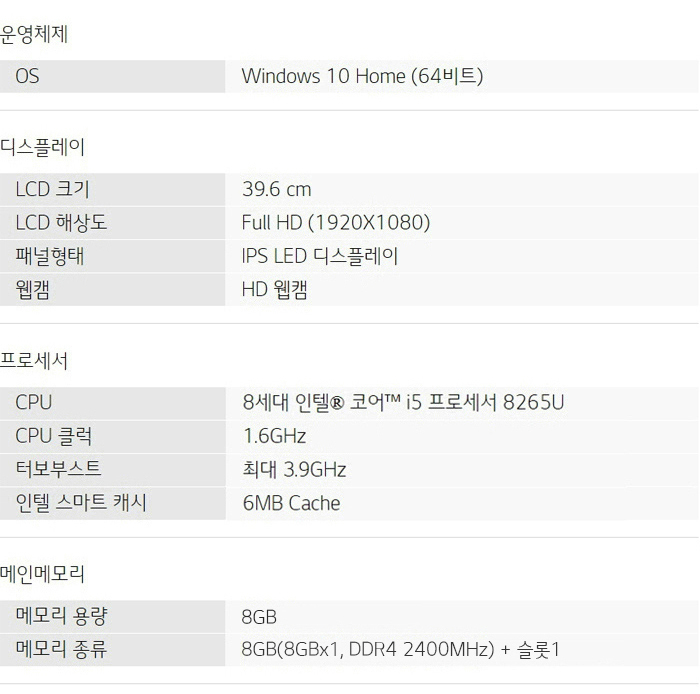 운영체제
OS Windows 10 Home (64비트)
디스플레이
LCD 크기 39.6 cm
LCD 해상도 Full HD (1920X1080)
패널형태 IPS LED 디스플레이
웹캠 HD 웹캠
프로세서
CPU 8세대 인텔® 코어™ i5 프로세서 8265U
CPU 클럭 1.6GHz
터보부스트 최대 3.9GHz
인텔 스마트 캐시 6MB Cache
메인메모리
메모리 용량 8GB
메모리 종류 8GB(8GBx1, DDR4 2400MHz) + 슬롯1